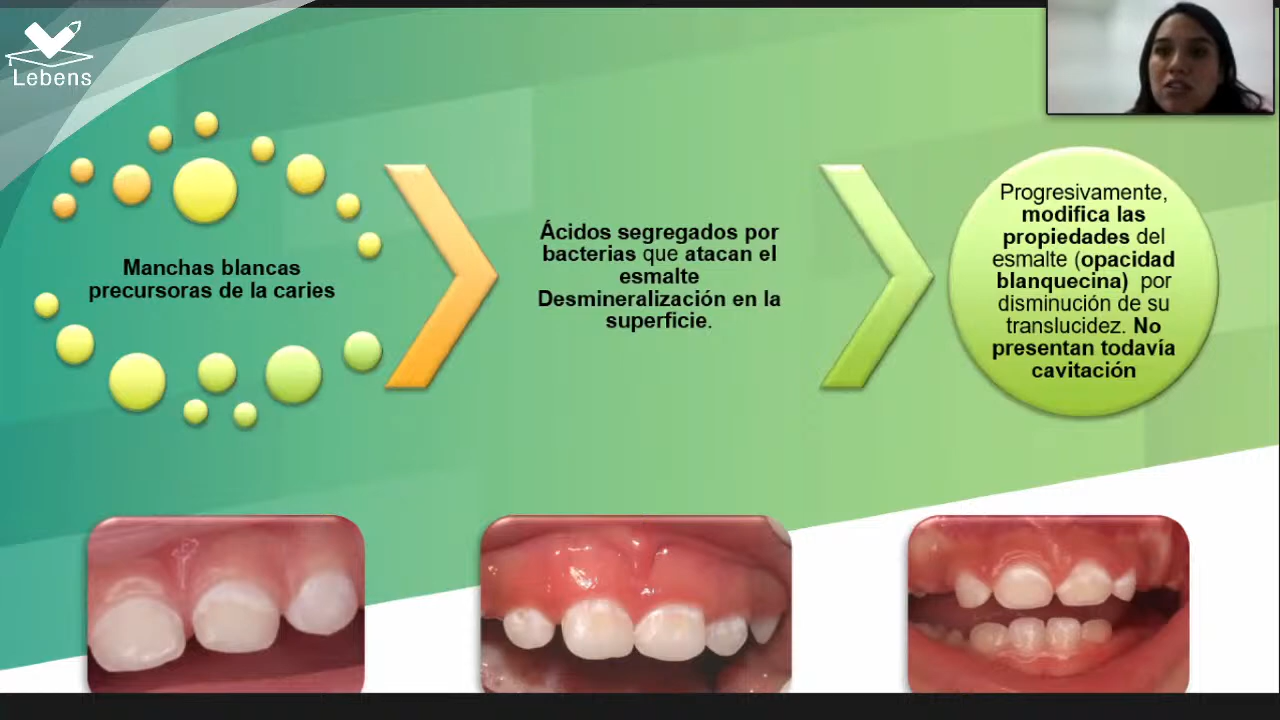 Lebens
Manchas blancas
precursoras de la caries
Ácidos segregados por
bacterias que atacan el
esmalte
Desmineralización en la
superficie.
Progresivamente,
modifica las
propiedades del
esmalte (opacidad
blanquecina) por
disminución de su
translucidez. No
presentan todavía
cavitación